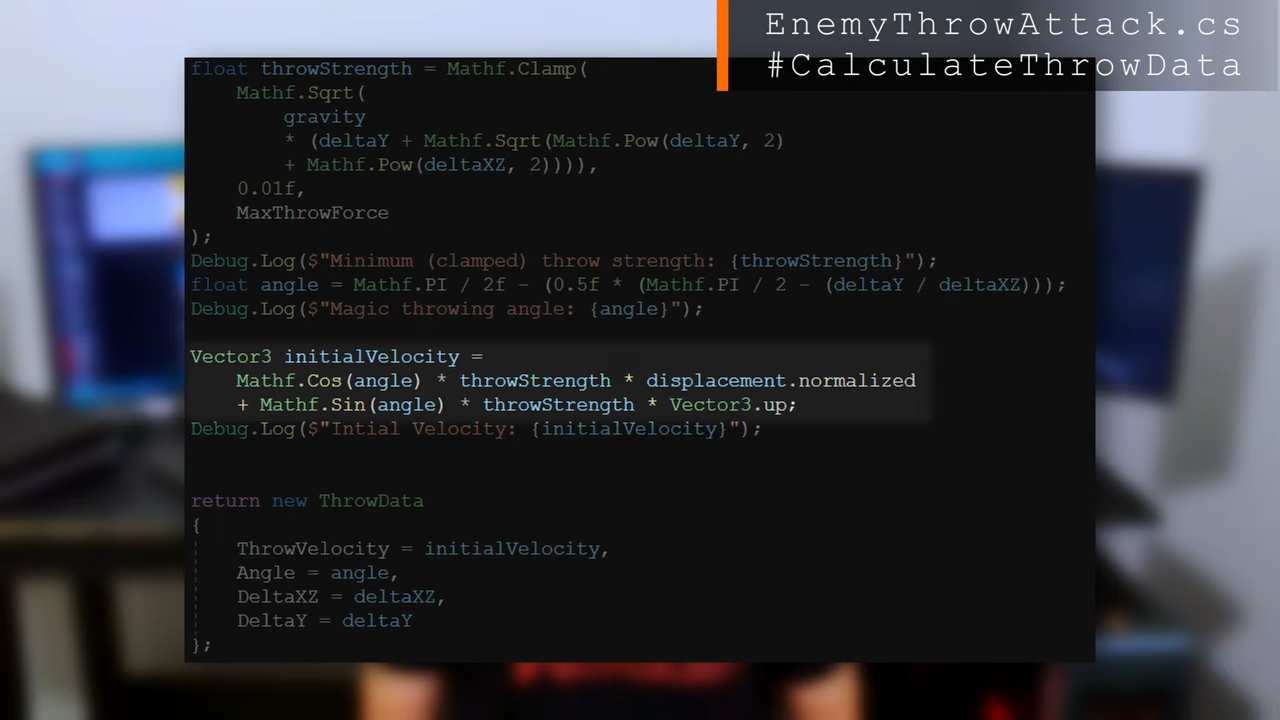 EnemyThrowAttack.cs
#CalculateThrowData
float throwStrength = Mathf.Clamp(
Mathf.Sqrt(
gravity
* (deltaY + Mathf.Sqrt(Mathf.Pow(deltaY, 2)
+ Mathf.Pow(deltaXZ, 2)))),
0.01f,
MaxThrowForce
);
Debug.Log($"Minimum (clamped) throw strength: {throwStrength}");
float angle = Mathf.PI / 2f - (0.5f * (Mathf.PI / 2 - (deltaY / deltaXZ)));
Debug.Log($"Magic throwing angle: {angle}");
Vector3 initialVelocity =
Mathf.Cos(angle) * throwStrength * displacement.normalized
+ Mathf.Sin(angle) * throwStrength * Vector3.up;
Debug.Log($"Intial Velocity: {initialVelocity}");
return new ThrowData
{
ThrowVelocity = initialVelocity,
Angle = angle,
DeltaXZ = deltaXZ,
DeltaY = deltaY
};